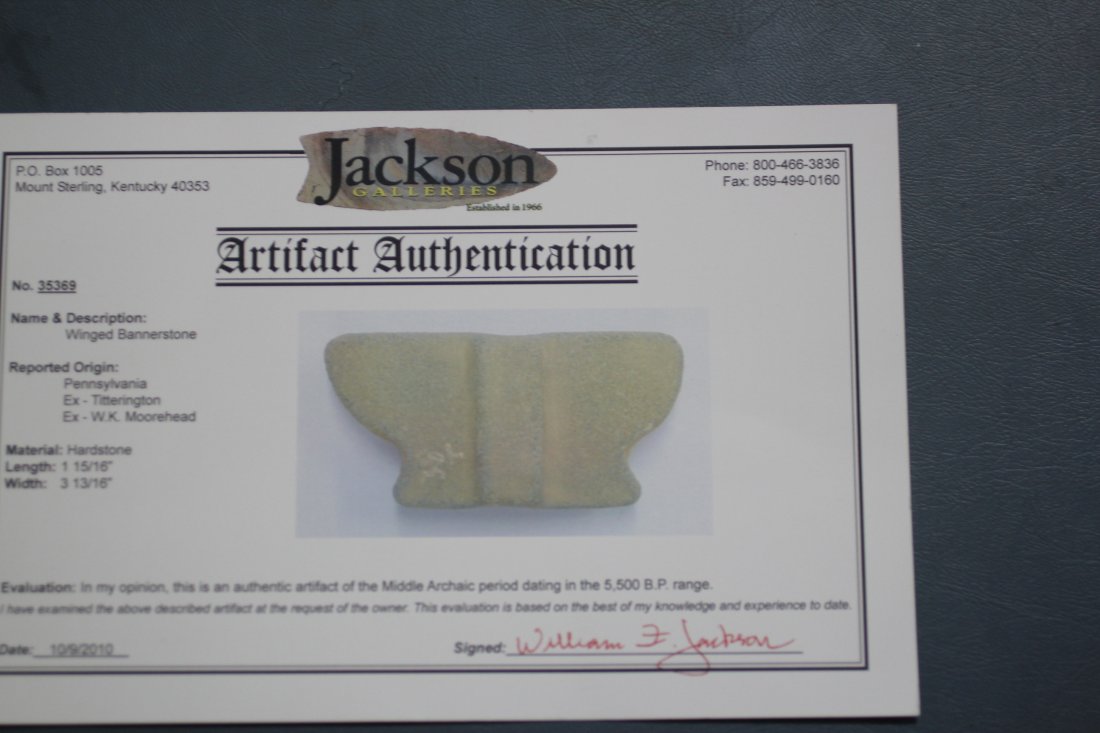 P.O. Box 1005
Mount Sterling, Kentucky 40353
Jackson
GALLERIES
Established in 1966
Phone: 800-466-3836
Fax: 859-499-0160
Artifact Authentication
No. 35369
Name & Description:
Winged Bannerstone
Reported Origin:
Pennsylvania
Ex - Titterington
Ex - W.K. Moorehead
Material: Hardstone
Length: 1 15/16"
Width: 3 13/16"
Evaluation: In my opinion, this is an authentic artifact of the Middle Archaic period dating in the 5,500 B.P. range.
I have examined the above described artifact at the request of the owner. This evaluation is based on the best of my knowledge and experience to date.
Date: 10/9/2010
Signed: William F. Jackson